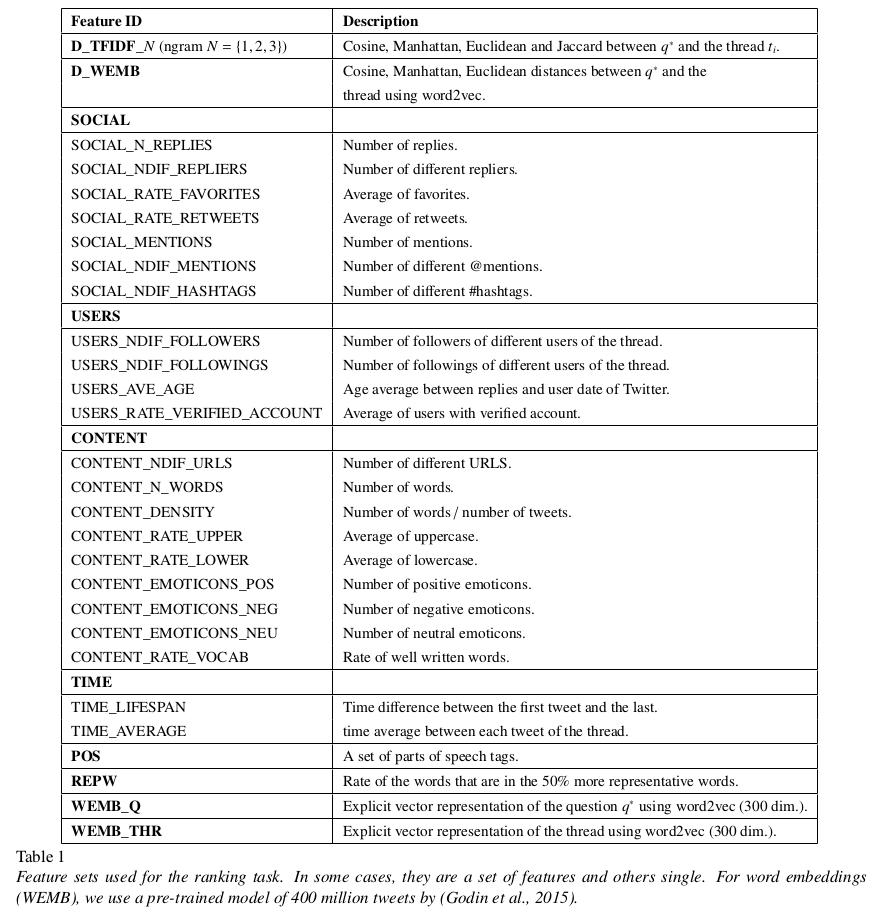 Feature ID Description
D_TFIDF_N (ngram N = {1, 2, 3}) Cosine, Manhattan, Euclidean and Jaccard between q* and the thread tᵢ.
D_WEMB Cosine, Manhattan, Euclidean distances between q* and the
thread using word2vec.
SOCIAL
SOCIAL_N_REPLIES Number of replies.
SOCIAL_NDIF_REPLIERS Number of different repliers.
SOCIAL_RATE_FAVORITES Average of favorites.
SOCIAL_RATE_RETWEETS Average of retweets.
SOCIAL_MENTIONS Number of mentions.
SOCIAL_NDIF_MENTIONS Number of different @mentions.
SOCIAL_NDIF_HASHTAGS Number of different #hashtags.
USERS
USERS_NDIF_FOLLOWERS Number of followers of different users of the thread.
USERS_NDIF_FOLLOWINGS Number of followings of different users of the thread.
USERS_AVE_AGE Age average between replies and user date of Twitter.
USERS_RATE_VERIFIED_ACCOUNT Average of users with verified account.
CONTENT
CONTENT_NDIF_URLS Number of different URLS.
CONTENT_N_WORDS Number of words.
CONTENT_DENSITY Number of words / number of tweets.
CONTENT_RATE_UPPER Average of uppercase.
CONTENT_RATE_LOWER Average of lowercase.
CONTENT_EMOTICONS_POS Number of positive emoticons.
CONTENT_EMOTICONS_NEG Number of negative emoticons.
CONTENT_EMOTICONS_NEU Number of neutral emoticons.
CONTENT_RATE_VOCAB Rate of well written words.
TIME
TIME_LIFESPAN Time difference between the first tweet and the last.
TIME_AVERAGE time average between each tweet of the thread.
POS A set of parts of speech tags.
REPW Rate of the words that are in the 50% more representative words.
WEMB_Q Explicit vector representation of the question q* using word2vec (300 dim.).
WEMB_THR Explicit vector representation of the thread using word2vec (300 dim.).
Table 1
Feature sets used for the ranking task. In some cases, they are a set of features and others single. For word embeddings
(WEMB), we use a pre-trained model of 400 million tweets by (Godin et al., 2015).